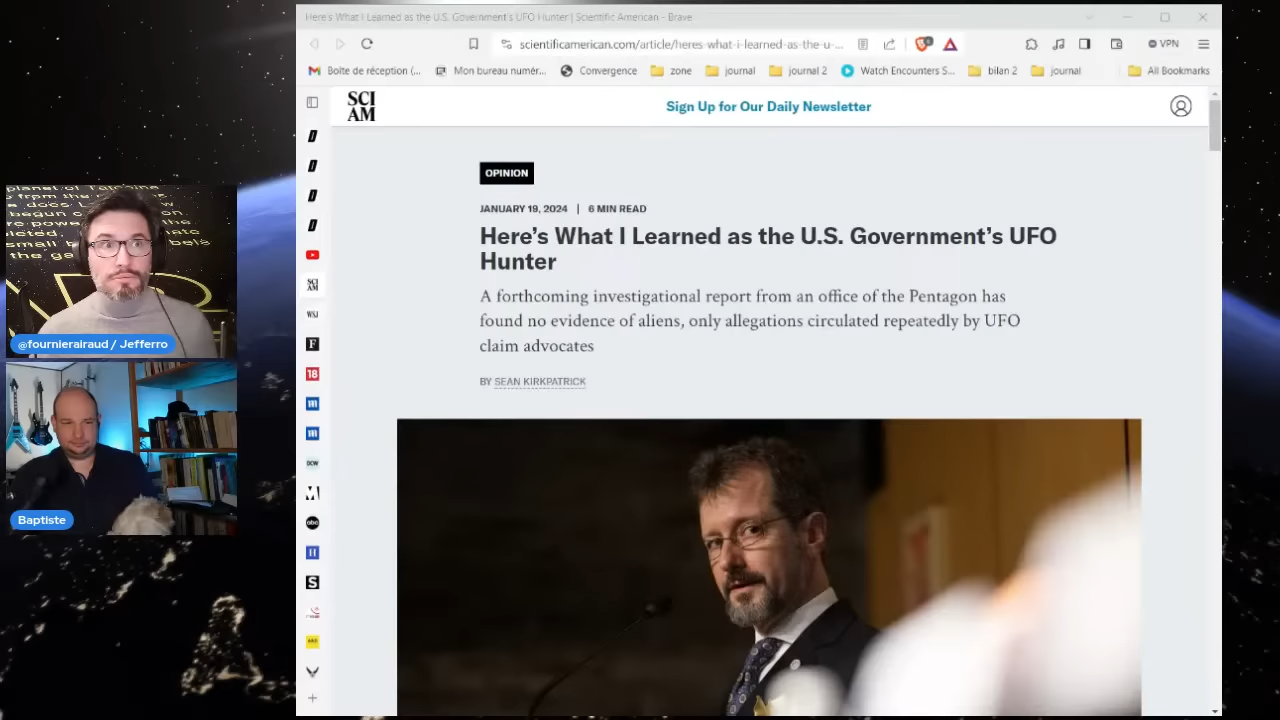 Here's What I Learned as the U.S. Government's UFO Hunter | Scientific American - Brave
scientificamerican.com/article/heres-what-i-learned-as-the-u-...
VPN
Boîte de réception (...
Mon bureau numér...
Convergence
zone
journal
journal 2
Watch Encounters S...
bilan 2
journal
All Bookmarks
SCI
AM
Sign Up for Our Daily Newsletter
OPINION
JANUARY 19, 2024 | 6 MIN READ
Here's What I Learned as the U.S. Government's UFO
Hunter
A forthcoming investigational report from an office of the Pentagon has
found no evidence of aliens, only allegations circulated repeatedly by UFO
claim advocates
BY SEAN KIRKPATRICK
@fournierairaud / Jefferro
Baptiste